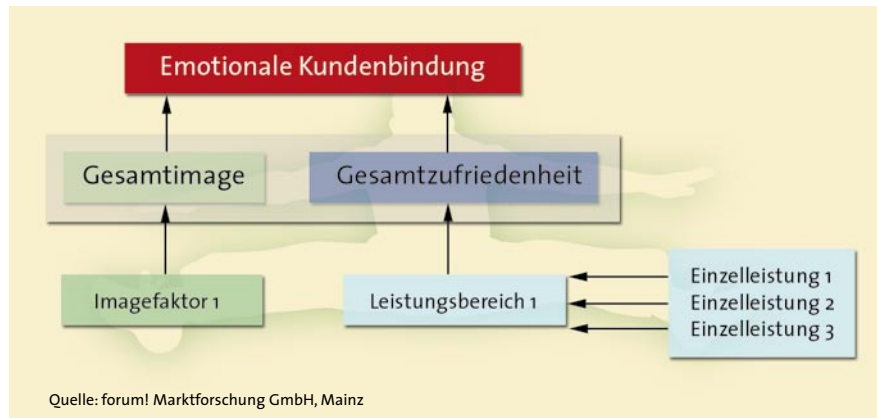 Emotionale Kundenbindung
Gesamtimage
Gesamtzufriedenheit
Imagefaktor 1
Leistungsbereich 1
Einzelleistung 1
Einzelleistung 2
Einzelleistung 3
Quelle: forum! Marktforschung GmbH, Mainz